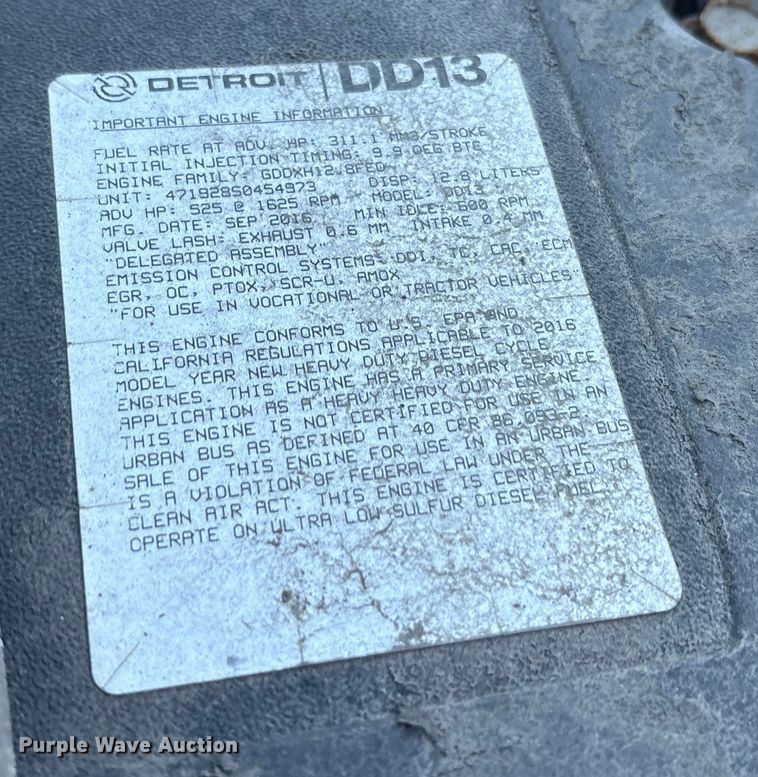 DETROIT | DD13
IMPORTANT ENGINE INFORMATION
FUEL RATE AT ADV. HP: 311.1 MM3/STROKE
INITIAL INJECTION TIMING: 9.9 DEG BTC
ENGINE FAMILY: GDDXH12.8FED DISP: 12.8 LITERS
UNIT: 471928S0454973 MODEL: DD13
ADV HP: 525 @ 1625 RPM MIN IDLE: 600 RPM
MFG. DATE: SEP 2016 INTAKE 0.4 MM
VALVE LASH: EXHAUST 0.6 MM
"DELEGATED ASSEMBLY"
EMISSION CONTROL SYSTEMS: DDI, TC, CAC, ECM
EGR, OC, PTOX, SCR-U, AMOX
"FOR USE IN VOCATIONAL OR TRACTOR VEHICLES"
THIS ENGINE CONFORMS TO U.S. EPA AND
CALIFORNIA REGULATIONS APPLICABLE TO 2016
MODEL YEAR NEW HEAVY DUTY DIESEL CYCLE
ENGINES. THIS ENGINE HAS A PRIMARY SERVICE
APPLICATION AS A HEAVY HEAVY DUTY ENGINE.
THIS ENGINE IS NOT CERTIFIED FOR USE IN AN
URBAN BUS AS DEFINED AT 40 CFR 86.093-2.
SALE OF THIS ENGINE FOR USE IN AN URBAN BUS
IS A VIOLATION OF FEDERAL LAW UNDER THE
CLEAN AIR ACT. THIS ENGINE IS CERTIFIED TO
OPERATE ON ULTRA LOW SULFUR DIESEL FUEL.
Purple Wave Auction